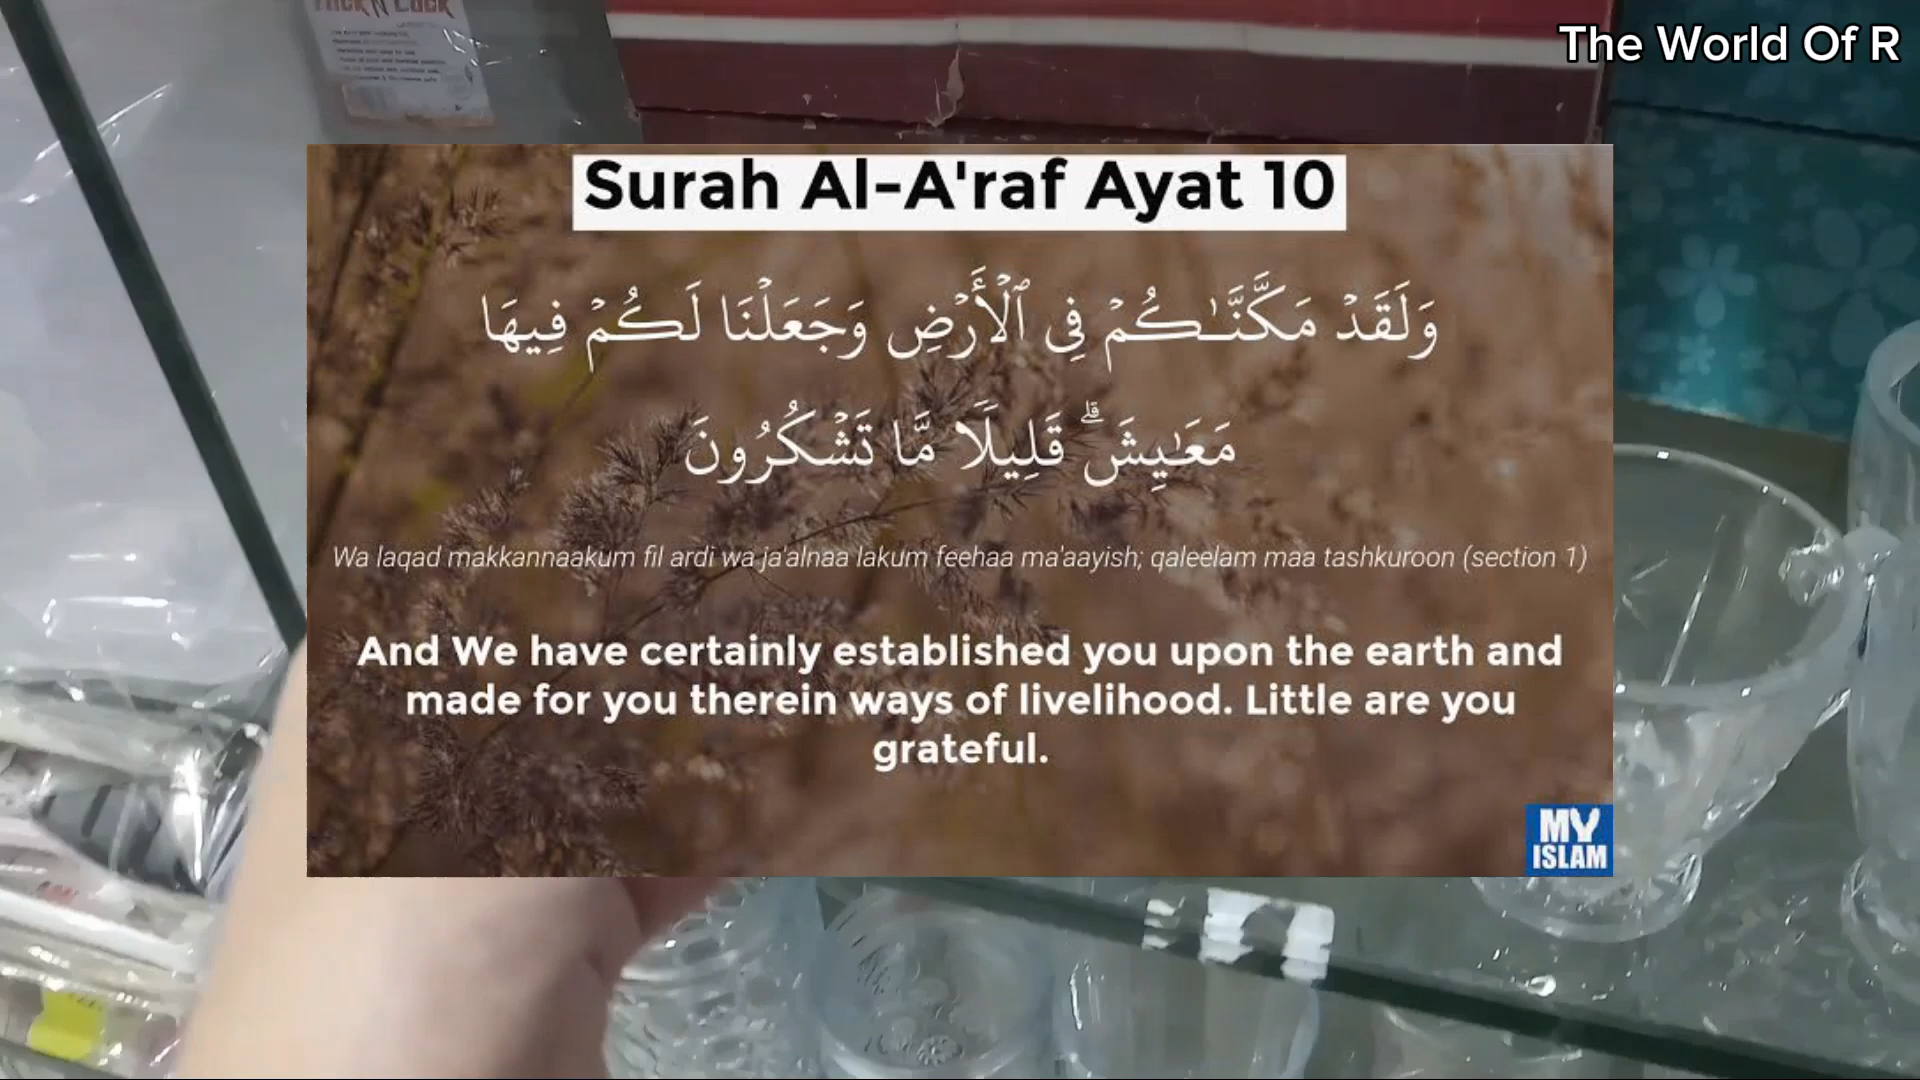 The World Of R
Surah Al-A'raf Ayat 10
وَلَقَدْ مَكَّنَّـٰكُمْ فِى ٱلْأَرْضِ وَجَعَلْنَا لَكُمْ فِيهَا
مَعَـٰيِشَ ۗ قَلِيلًا مَّا تَشْكُرُونَ
Wa laqad makkannaakum fil ardi wa ja'alnaa lakum feehaa ma'aayish; qaleelam maa tashkuroon (section 1)
And We have certainly established you upon the earth and
made for you therein ways of livelihood. Little are you
grateful.
MY
ISLAM